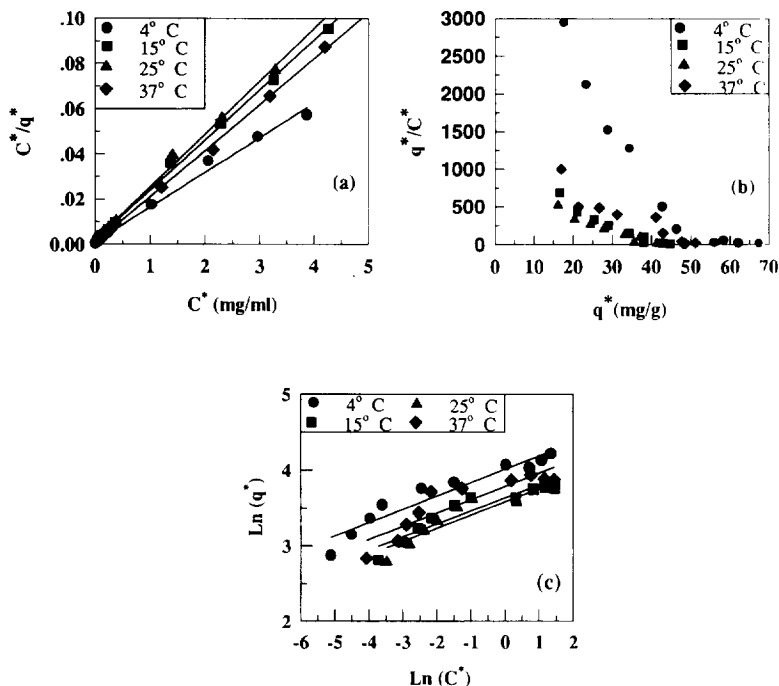 4° C
15° C
25° C
37° C
.10
.08
.06
.04
.02
0.00
0 1 2 3 4 5
C*/q*
C* (mg/ml)
(a)
4° C
15° C
25° C
37° C
3000
2500
2000
1500
1000
500
0
0 10 20 30 40 50 60 70
q*/C*
q* (mg/g)
(b)
4° C 25° C
15° C 37° C
5
4
3
2
-6 -5 -4 -3 -2 -1 0 1 2
Ln (q*)
Ln (C*)
(c)